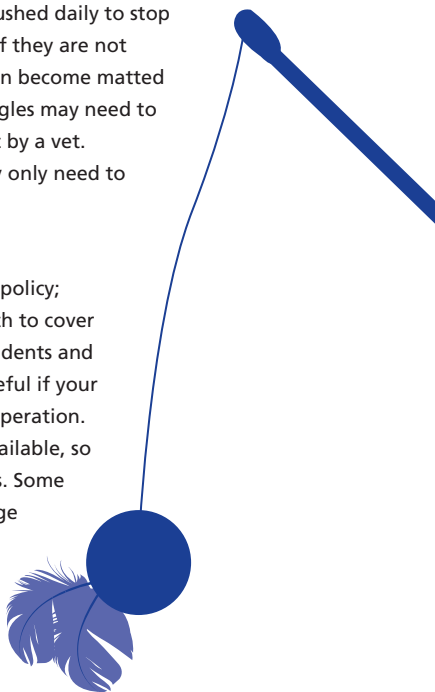 ushed daily to stop
f they are not
n become matted
gles may need to
t by a vet.
y only need to
policy;
th to cover
dents and
eful if your
peration.
ailable, so
s. Some
ge